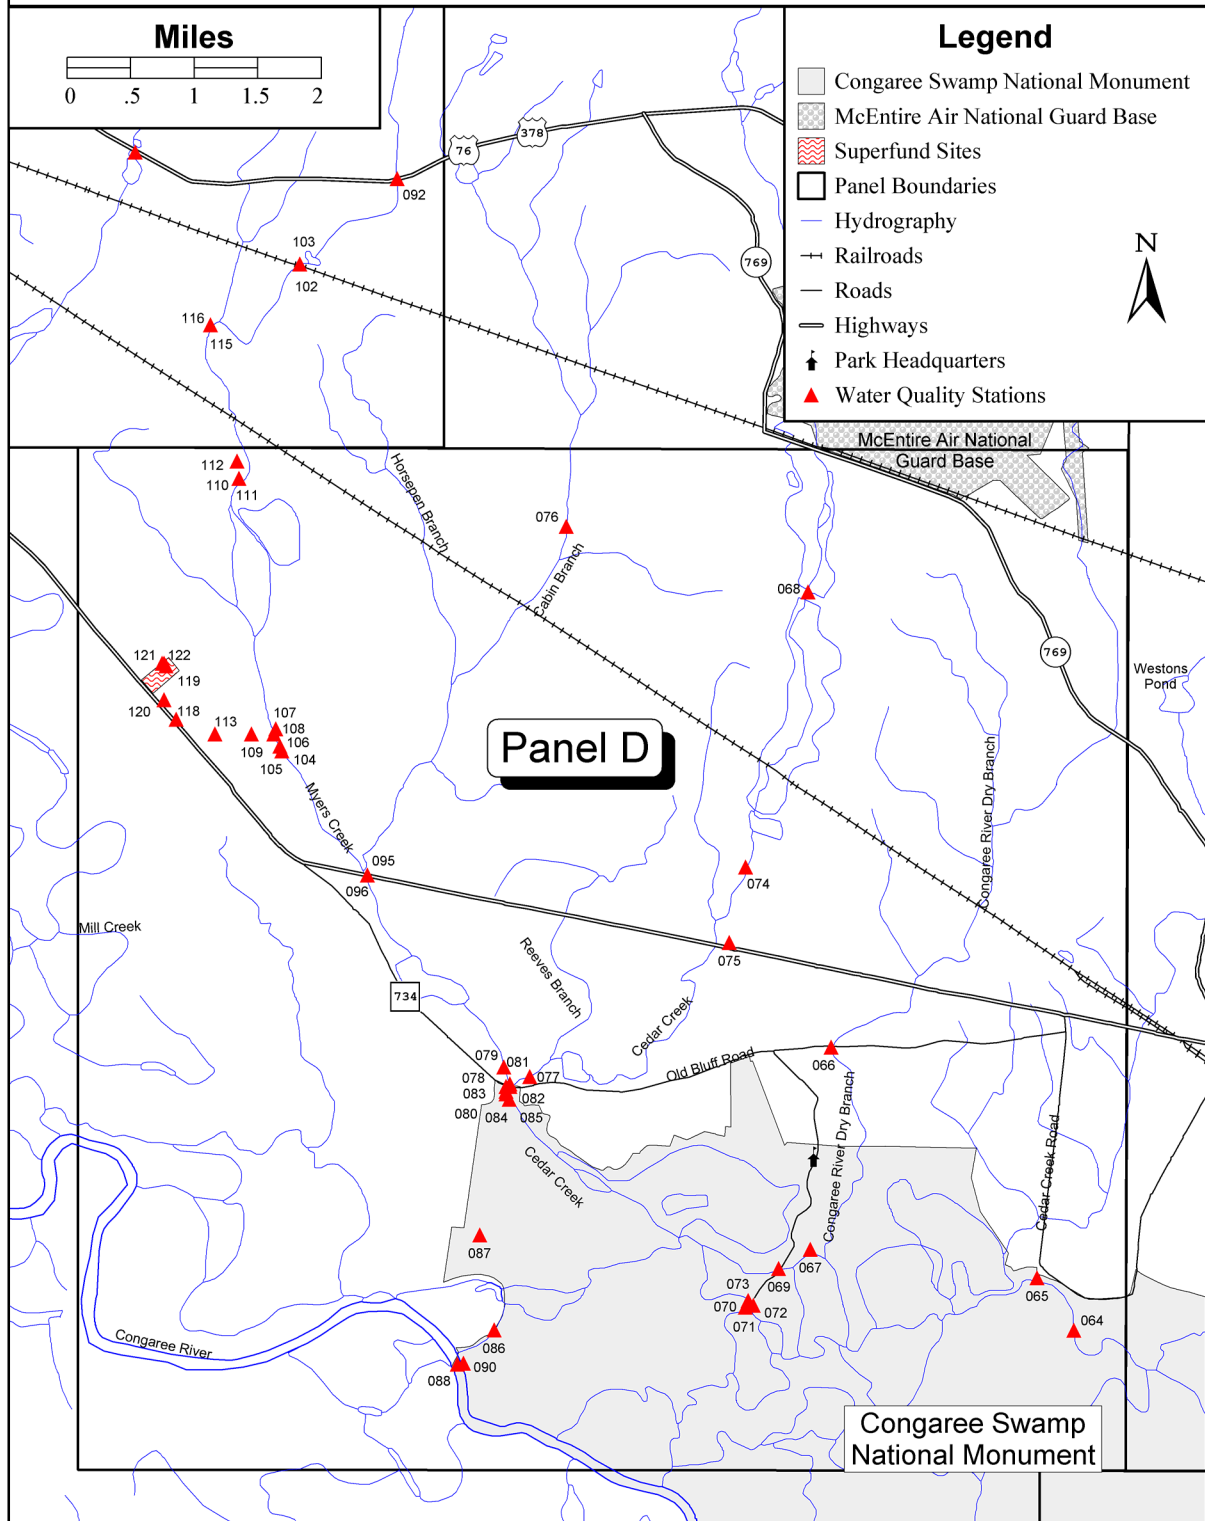 Miles
0 .5 1 1.5 2
Legend
Congaree Swamp National Monument
McEntire Air National Guard Base
Superfund Sites
Panel Boundaries
Hydrography
Railroads
Roads
Highways
Park Headquarters
Water Quality Stations
N
76
378
769
092
103
102
116
115
McEntire Air National
Guard Base
112
110
111
Horsepen Branch
076
Cabin Branch
068
769
Westons
Pond
121
122
119
120
118
113
107
108
109
106
105
104
Panel D
Congaree River Dry Branch
Myers Creek
095
096
074
075
Mill Creek
734
Reeves Branch
Cedar Creek
Old Bluff Road
066
079
081
078
077
083
082
080
084
085
Cedar Creek
Congaree River Dry Branch
Cedar Creek Road
087
067
069
073
070
072
071
065
064
086
Congaree River
088
090
Congaree Swamp
National Monument